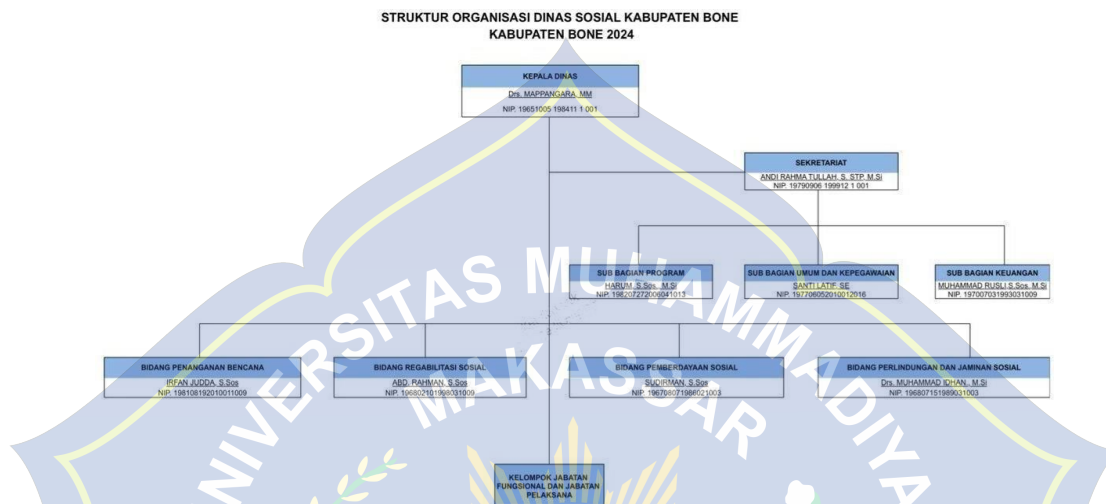 STRUKTUR ORGANISASI DINAS SOSIAL KABUPATEN BONE
KABUPATEN BONE 2024
KEPALA DINAS
Drs. MAPPANGARA, MM
NIP. 19651005 198411 1 001
SEKRETARIAT
ANDI RAHMA TULLAH, S. STP, M.Si
NIP. 19790906 199912 1 001
SUB BAGIAN PROGRAM
HARUM, S.Sos., M.Si
NIP. 198207272006041013
SUB BAGIAN UMUM DAN KEPEGAWAIAN
SANTI LATIF, SE
NIP. 197706052010012016
SUB BAGIAN KEUANGAN
MUHAMMAD RUSLI,S.Sos, M.Si
NIP. 197007031993031009
BIDANG PENANGANAN BENCANA
IRFAN JUDDA, S.Sos
NIP. 198108192010011009
BIDANG REGABILITASI SOSIAL
ABD. RAHMAN, S.Sos
NIP. 196802101998031009
BIDANG PEMBERDAYAAN SOSIAL
SUDIRMAN, S.Sos
NIP. 196708071986021003
BIDANG PERLINDUNGAN DAN JAMINAN SOSIAL
Drs. MUHAMMAD IDHAN., M.Si
NIP. 196807151989031003
KELOMPOK JABATAN
FUNGSIONAL DAN JABATAN
PELAKSANA
UNIVERSITAS MUHAMMADIYA
MAKASSAR